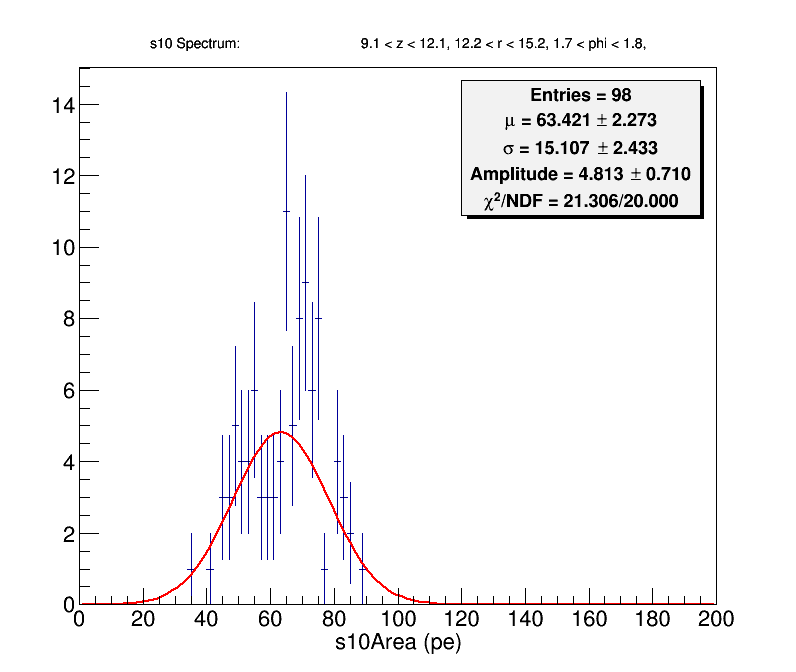 s10 Spectrum: 9.1 < z < 12.1, 12.2 < r < 15.2, 1.7 < phi < 1.8,
Entries = 98
μ = 63.421 ± 2.273
σ = 15.107 ± 2.433
Amplitude = 4.813 ± 0.710
χ²/NDF = 21.306/20.000
14
12
10
8
6
4
2
0
0 20 40 60 80 100 120 140 160 180 200
s10Area (pe)